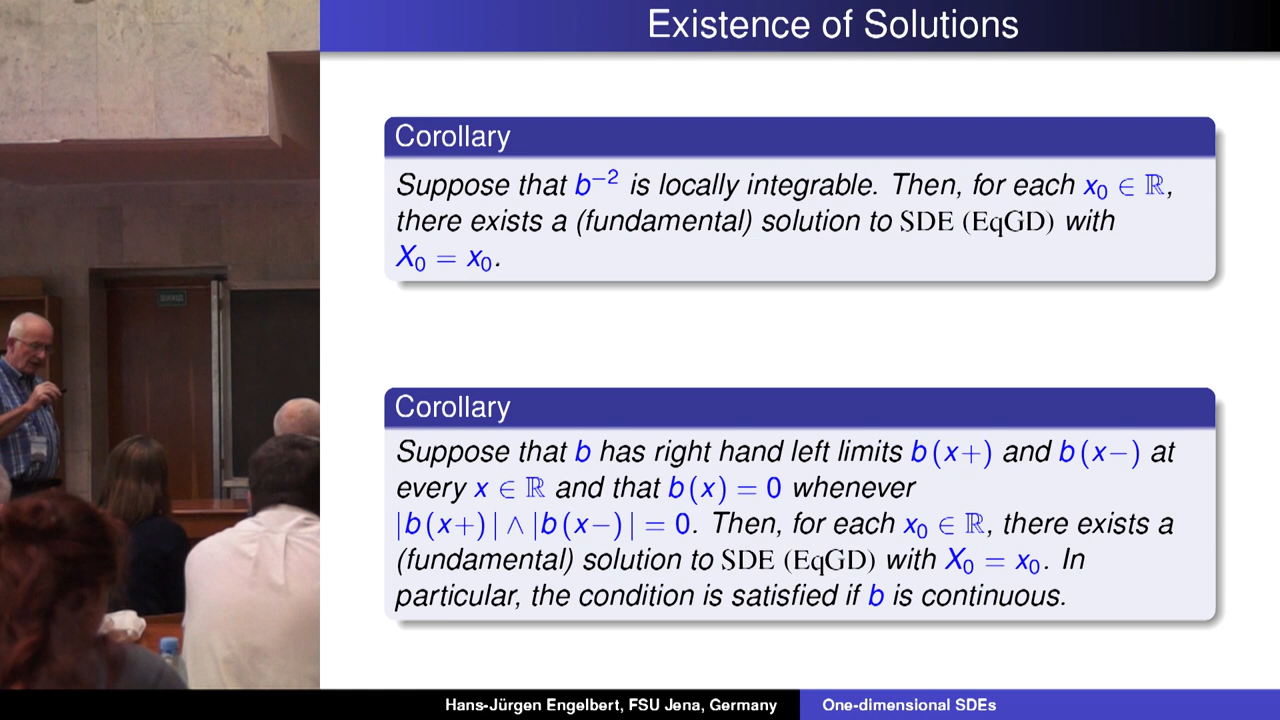 Existence of Solutions
Corollary
Suppose that b⁻² is locally integrable. Then, for each x₀ ∈ ℝ,
there exists a (fundamental) solution to SDE (EqGD) with
X₀ = x₀.
Corollary
Suppose that b has right hand left limits b(x+) and b(x−) at
every x ∈ ℝ and that b(x) = 0 whenever
|b(x+)| ∧ |b(x−)| = 0. Then, for each x₀ ∈ ℝ, there exists a
(fundamental) solution to SDE (EqGD) with X₀ = x₀. In
particular, the condition is satisfied if b is continuous.
Hans-Jürgen Engelbert, FSU Jena, Germany
One-dimensional SDEs